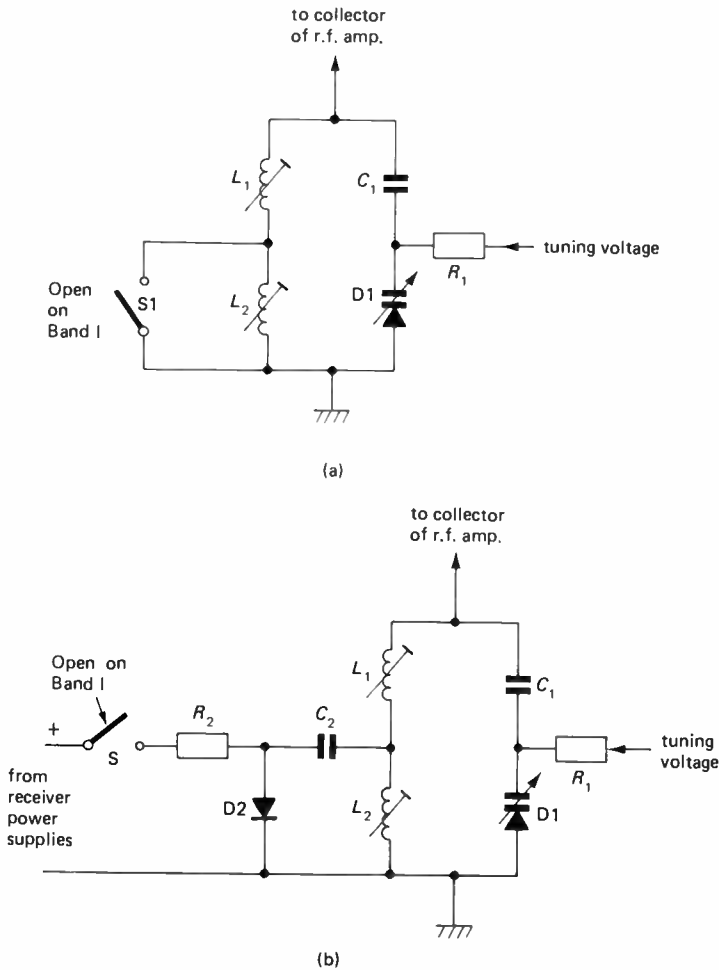 to collector
of r.f. amp.
L1
C1
tuning voltage
R1
Open
on
Band I
S1
L2
D1
(a)
to collector
of r.f. amp.
Open on
Band I
L1
C1
+
R2
C2
S
tuning
voltage
R1
from
receiver
power
supplies
D2
L2
D1
(b)